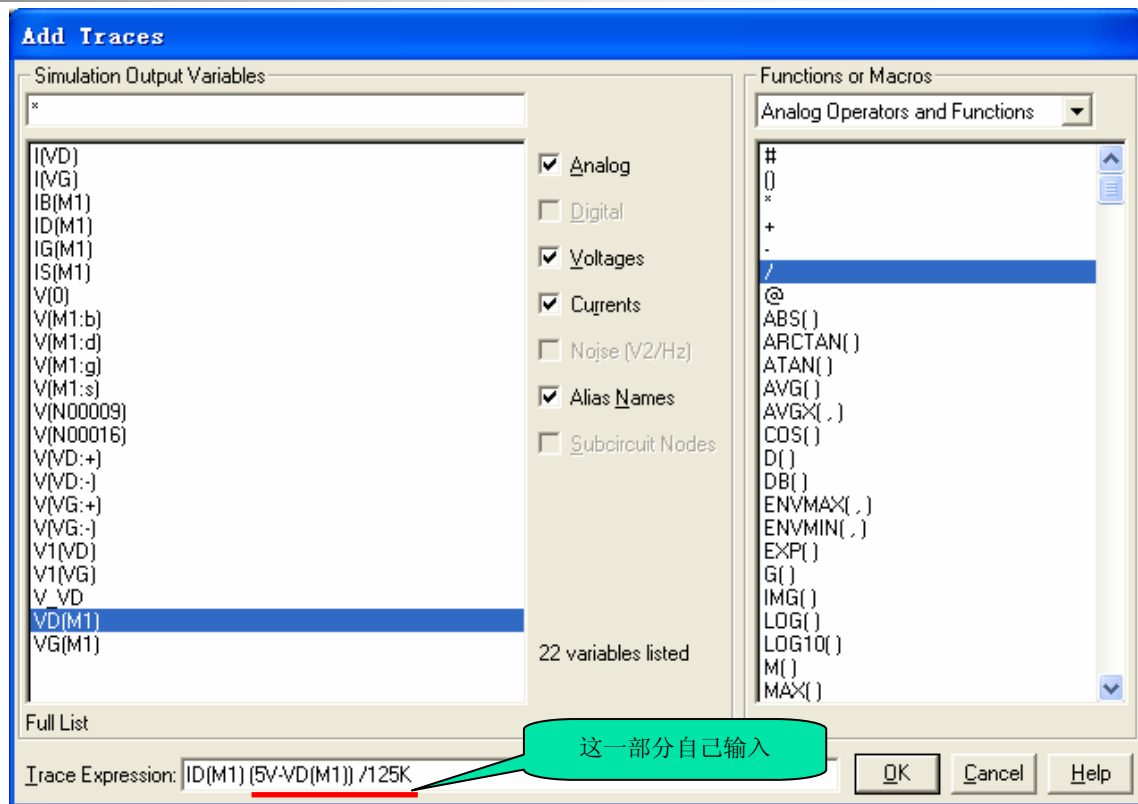 Add Traces
Simulation Output Variables
*
I(VD)
I(VG)
IB(M1)
ID(M1)
IG(M1)
IS(M1)
V(0)
V(M1:b)
V(M1:d)
V(M1:g)
V(M1:s)
V(N00009)
V(N00016)
V(VD:+)
V(VD:-)
V(VG:+)
V(VG:-)
V1(VD)
V1(VG)
V_VD
VD(M1)
VG(M1)
Full List
Analog
Digital
Voltages
Currents
Noise (V2/Hz)
Alias Names
Subcircuit Nodes
22 variables listed
Functions or Macros
Analog Operators and Functions
#
()
*
+
-
/
@
ABS( )
ARCTAN( )
ATAN( )
AVG( )
AVGX( , )
COS( )
D( )
DB( )
ENVMAX( , )
ENVMIN( , )
EXP( )
G( )
IMG( )
LOG( )
LOG10( )
M( )
MAX( )
这一部分自己输入
Trace Expression: ID(M1) (5V-VD(M1)) /125K
OK
Cancel
Help